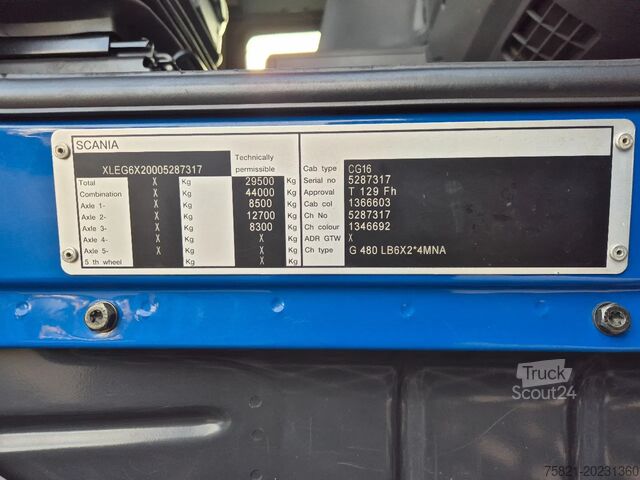 SCANIA
XLEG6X20005287317
Technically
permissible
Total X Kg 29500 Kg
Combination X Kg 44000 Kg
Axle 1- X Kg 8500 Kg
Axle 2- X Kg 12700 Kg
Axle 3- X Kg 8300 Kg
Axle 4- X Kg X Kg
Axle 5- X Kg X Kg
5 th wheel X Kg X Kg
Cab type CG16
Serial no 5287317
Approval T 129 Fh
Cab col 1366603
Ch No 5287317
Ch colour 1346692
ADR GTW X
Ch type G 480 LB6X2*4MNA
Truck
Scout24
75821-20231360